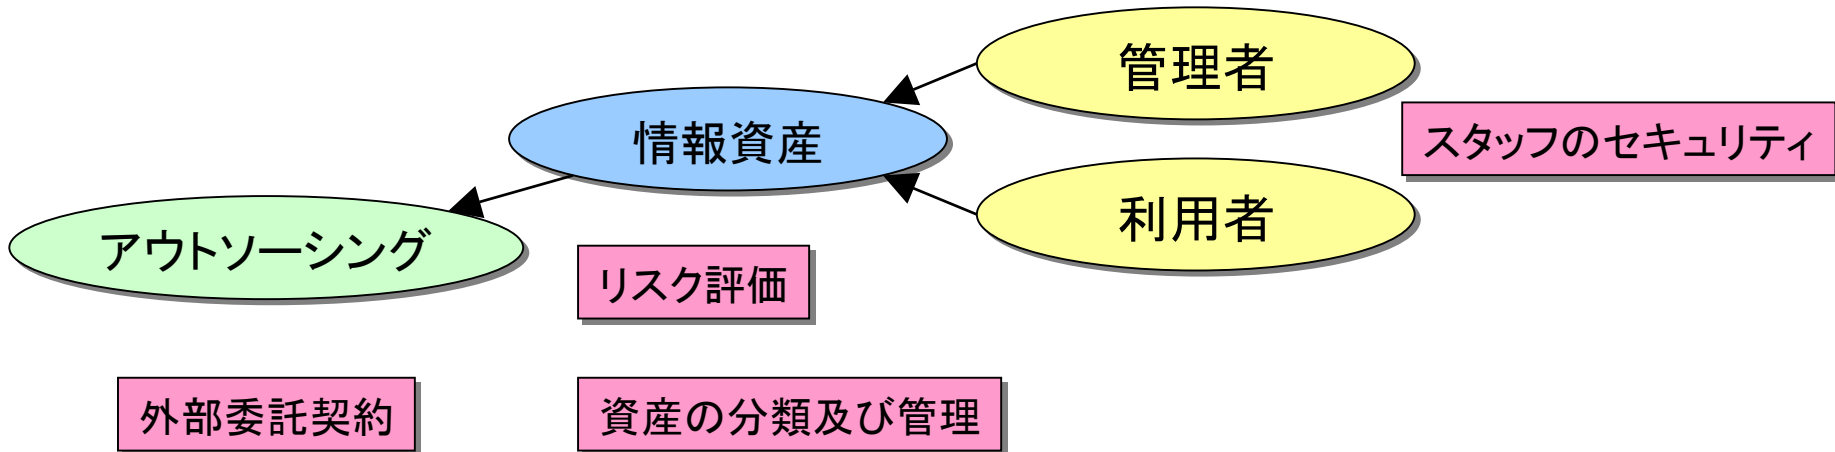 管理者
情報資産
スタッフのセキュリティ
利用者
アウトソーシング
リスク評価
外部委託契約
資産の分類及び管理